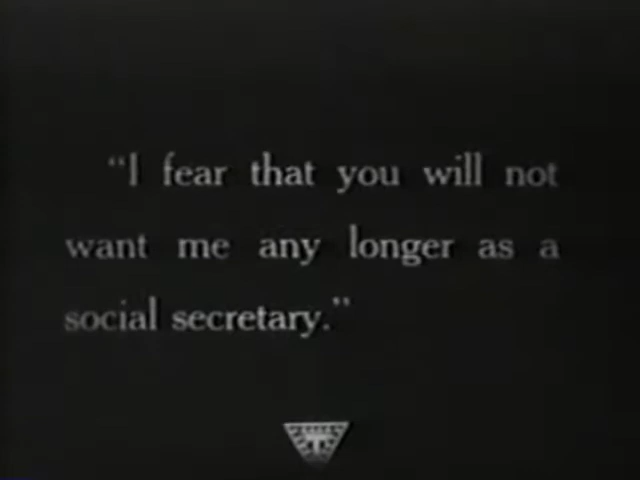 “I fear that you will not
want me any longer as a
social secretary.”